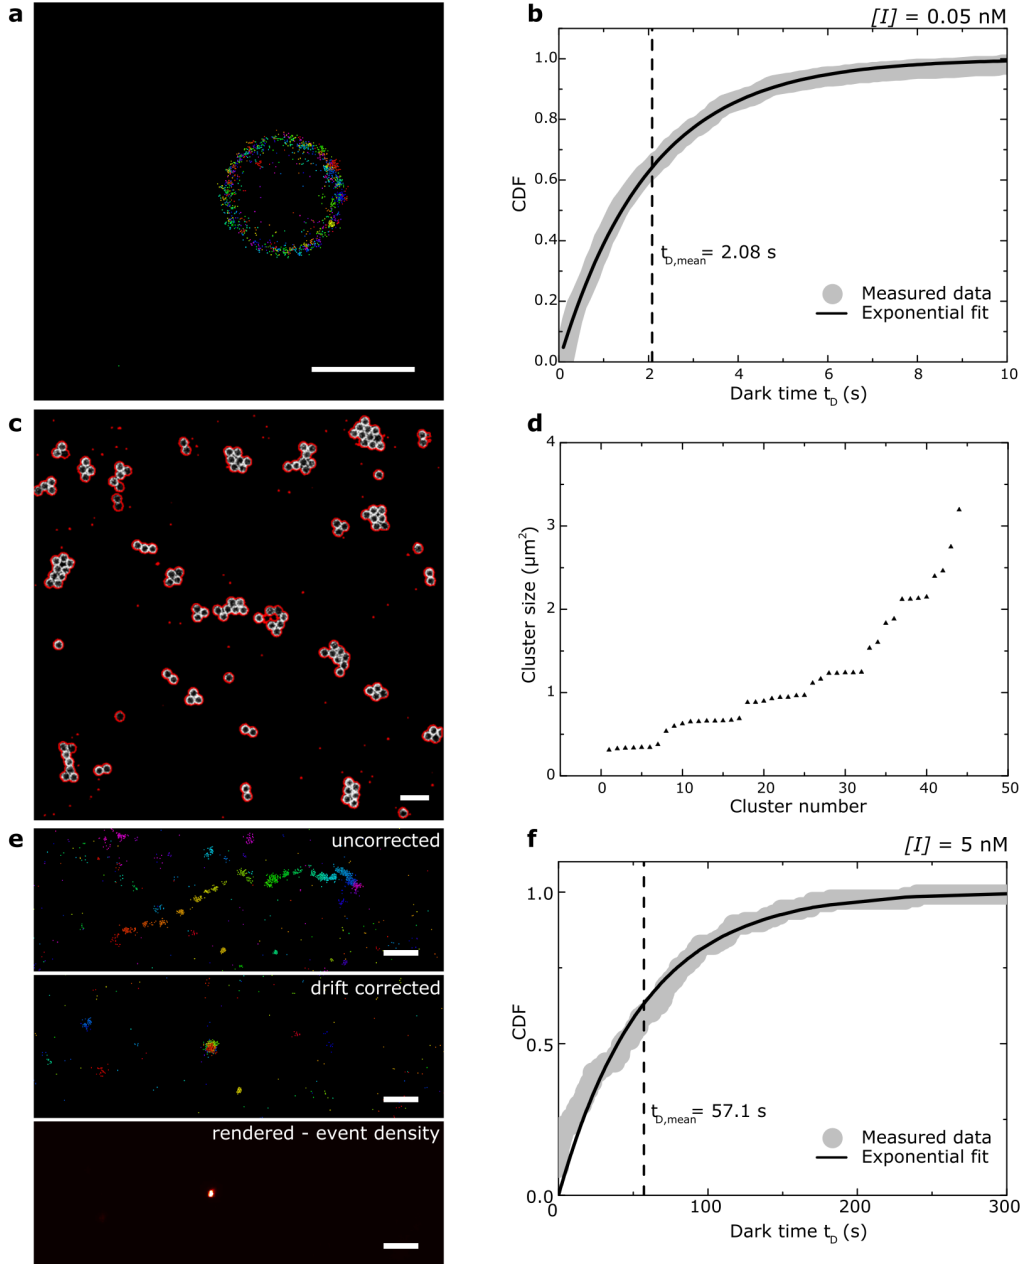 a
b
[I] = 0.05 nM
1.0
0.8
0.6
0.4
0.2
0.0
CDF
t_D,mean = 2.08 s
Measured data
Exponential fit
0 2 4 6 8 10
Dark time t_D (s)
c
d
4
3
2
1
0
Cluster size (µm²)
0 10 20 30 40 50
Cluster number
e
uncorrected
drift corrected
rendered - event density
f
[I] = 5 nM
1.0
0.5
0.0
CDF
t_D,mean = 57.1 s
Measured data
Exponential fit
0 100 200 300
Dark time t_D (s)